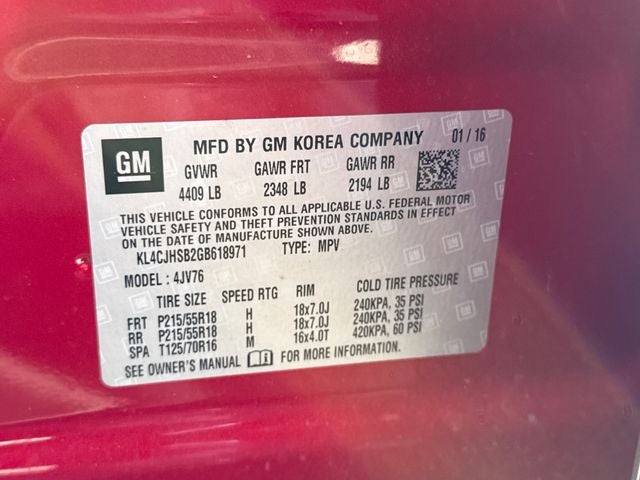 GM
MFD BY GM KOREA COMPANY 01 / 16
GVWR GAWR FRT GAWR RR
4409 LB 2348 LB 2194 LB
THIS VEHICLE CONFORMS TO ALL APPLICABLE U.S. FEDERAL MOTOR
VEHICLE SAFETY AND THEFT PREVENTION STANDARDS IN EFFECT
ON THE DATE OF MANUFACTURE SHOWN ABOVE.
KL4CJHSB2GB618971 TYPE: MPV
MODEL : 4JV76
TIRE SIZE SPEED RTG RIM COLD TIRE PRESSURE
FRT P215/55R18 H 18x7.0J 240KPA, 35 PSI
RR P215/55R18 H 18x7.0J 240KPA, 35 PSI
SPA T125/70R16 M 16x4.0T 420KPA, 60 PSI
SEE OWNER'S MANUAL FOR MORE INFORMATION.